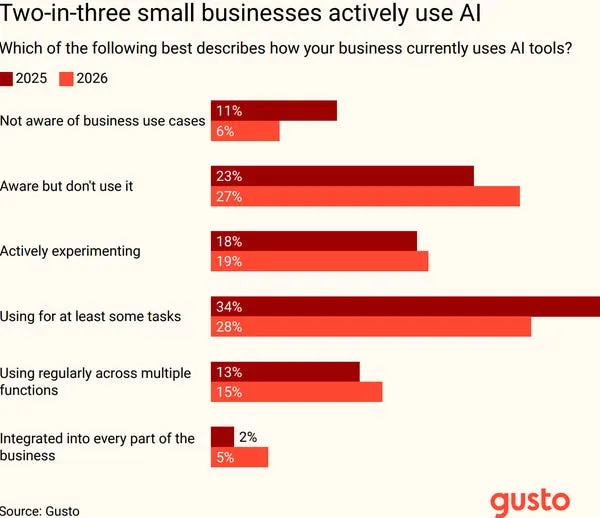 Two-in-three small businesses actively use AI
Which of the following best describes how your business currently uses AI tools?
2025 2026
Not aware of business use cases
11%
6%
Aware but don't use it
23%
27%
Actively experimenting
18%
19%
Using for at least some tasks
34%
28%
Using regularly across multiple
functions
13%
15%
Integrated into every part of the
business
2%
5%
Source: Gusto
gusto